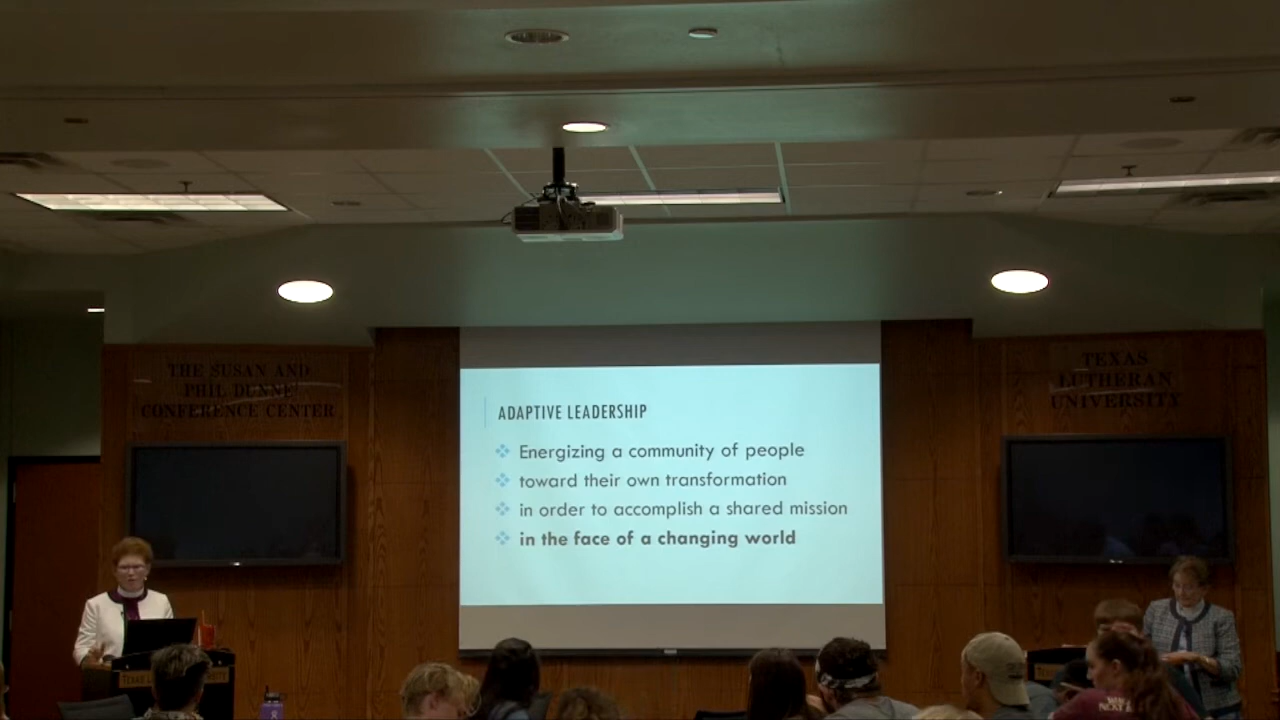 THE SUSAN AND
PHIL DUNNE'
CONFERENCE CENTER
TEXAS
LUTHERAN
UNIVERSITY
ADAPTIVE LEADERSHIP
Energizing a community of people
toward their own transformation
in order to accomplish a shared mission
in the face of a changing world